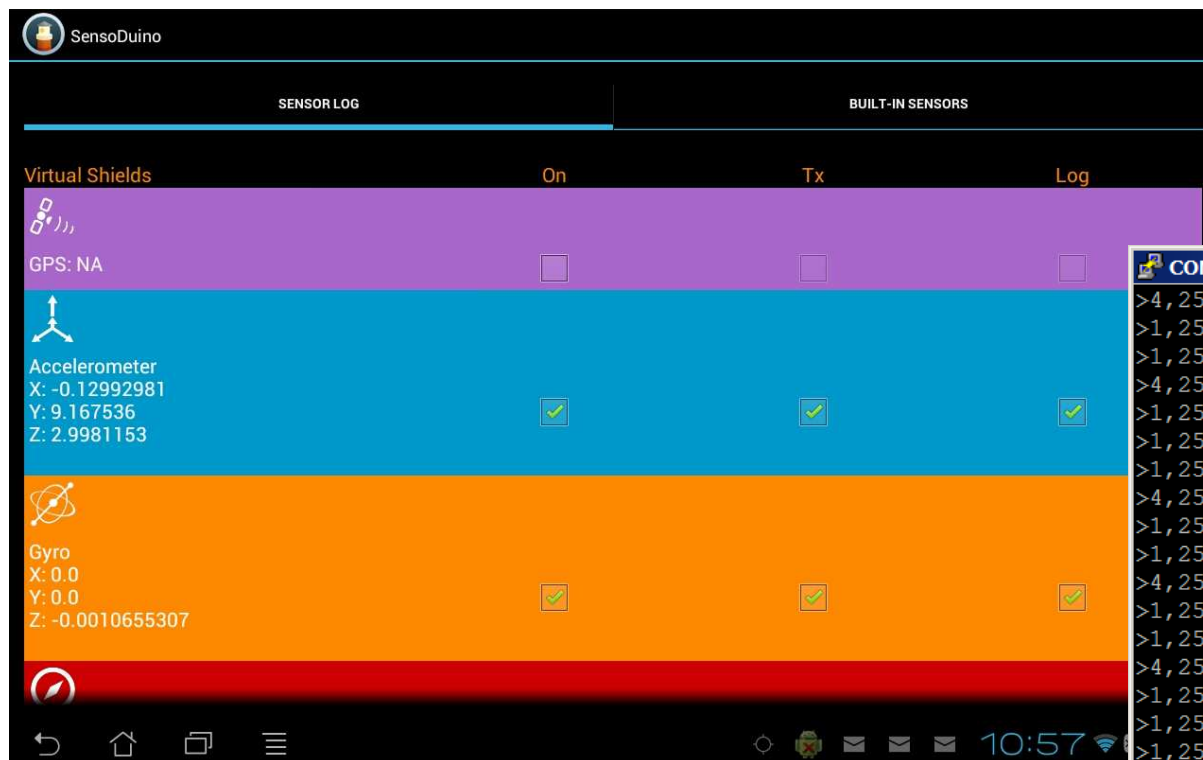 SensoDuino
SENSOR LOG
BUILT-IN SENSORS
Virtual Shields On Tx Log
GPS: NA
Accelerometer
X: -0.12992981
Y: 9.167536
Z: 2.9981153
Gyro
X: 0.0
Y: 0.0
Z: -0.0010655307
10:57
>4,25
>1,25
>1,25
>4,25
>1,25
>1,25
>1,25
>4,25
>1,25
>1,25
>4,25
>1,25
>1,25
>4,25
>1,25
>1,25
>1,25